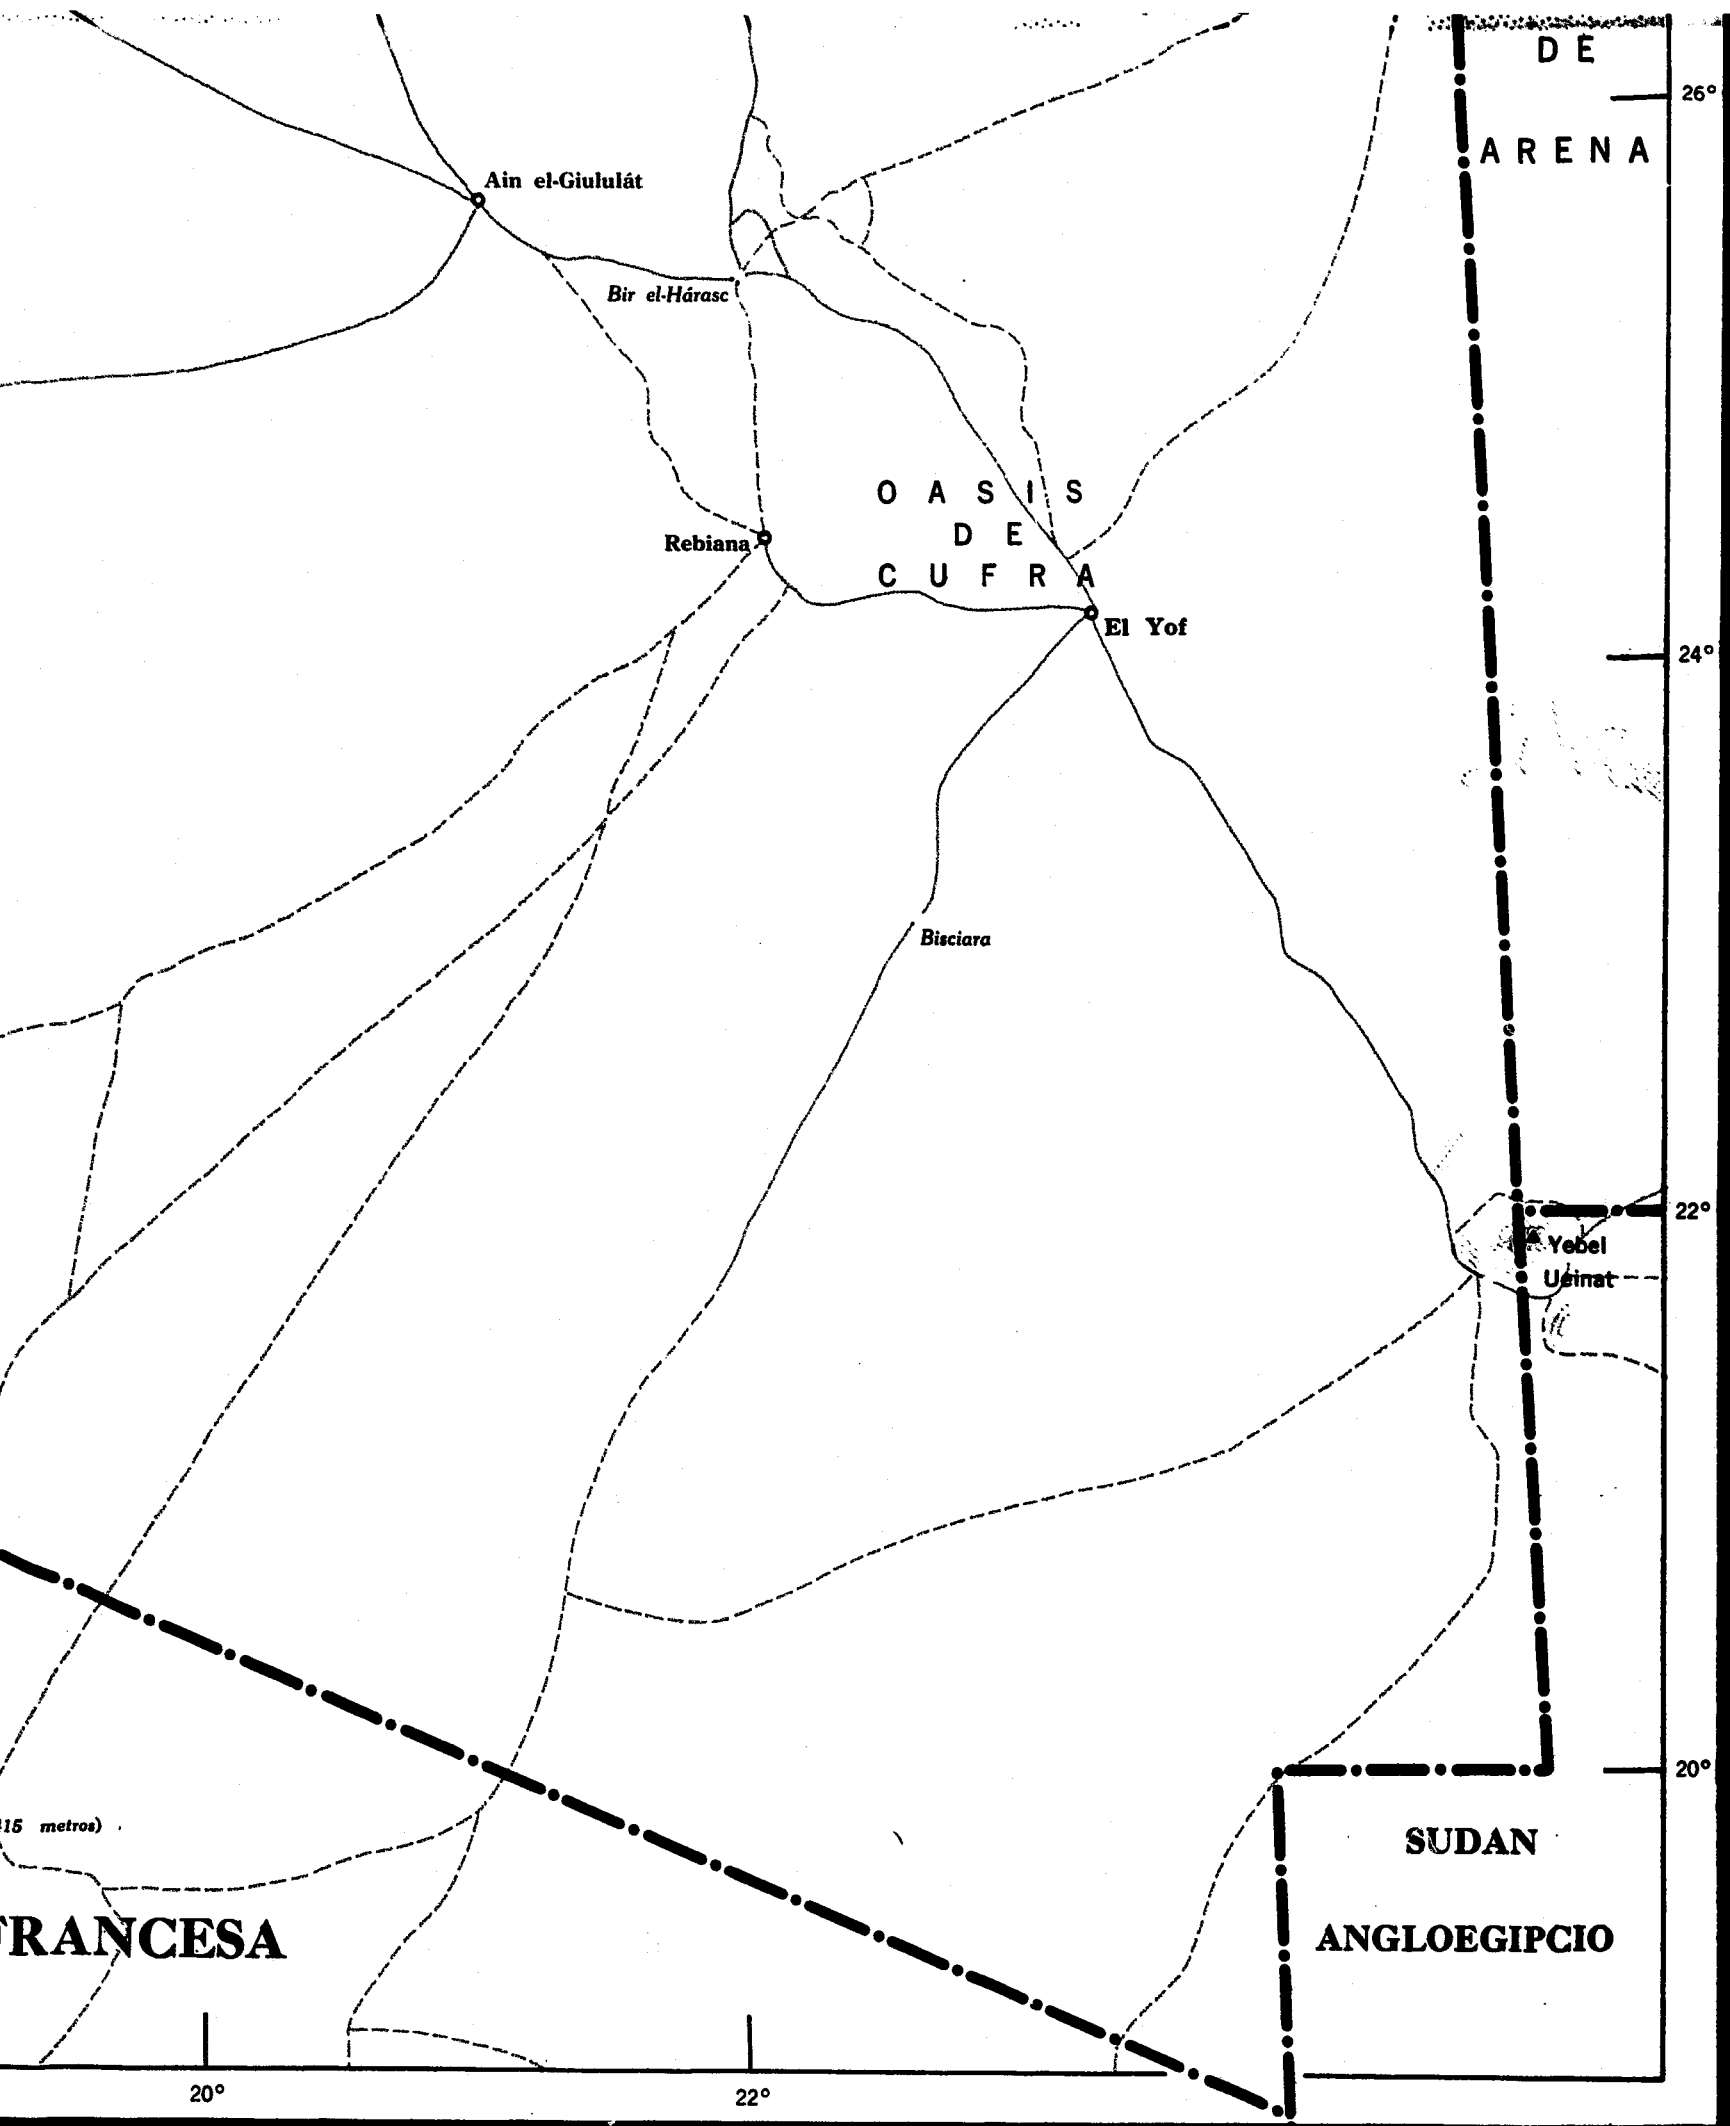 DE
26°
ARENA
Ain el-Giululát
Bir el-Hárasc
OASIS
DE
Rebiana
CUFRA
El Yof
24°
Bisciara
22°
Yebel
Ueinat
20°
15 metros)
SUDAN
FRANCESA
ANGLOEGIPCIO
20°
22°